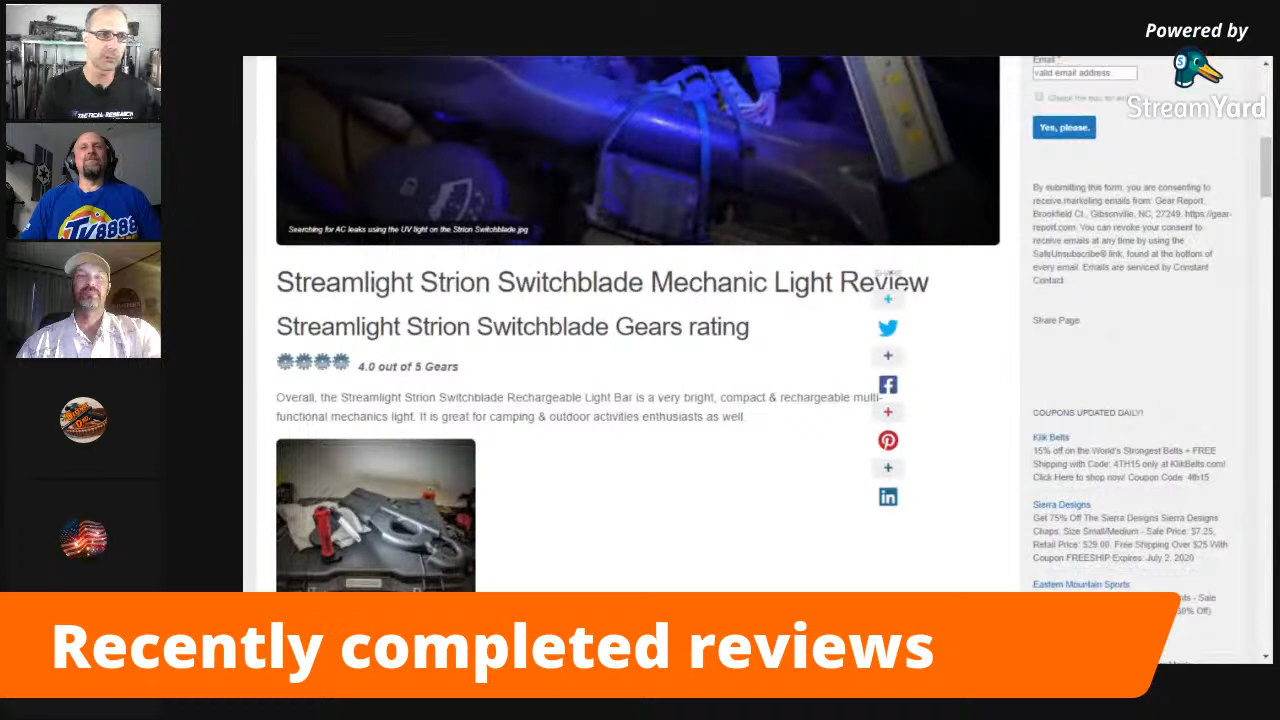 Powered by
StreamYard
TACTICAL RESEARCH
TW8888
Searching for AC leaks using the UV light on the Strion Switchblade.jpg
Streamlight Strion Switchblade Mechanic Light Review
Streamlight Strion Switchblade Gears rating
4.0 out of 5 Gears
Overall, the Streamlight Strion Switchblade Rechargeable Light Bar is a very bright, compact & rechargeable multi-
functional mechanics light. It is great for camping & outdoor activities enthusiasts as well.
Email *
valid email address
Yes, please.
By submitting this form, you are consenting to
receive marketing emails from: Gear Report,
Brookfield Ct., Gibsonville, NC, 27249, https://gear-
report.com. You can revoke your consent to
receive emails at any time by using the
SafeUnsubscribe® link, found at the bottom of
every email. Emails are serviced by Constant
Contact
Share Page
COUPONS UPDATED DAILY!
Klik Belts
15% off on the World's Strongest Belts + FREE
Shipping with Code: 4TH15 only at KlikBelts.com!
Click Here to shop now! Coupon Code: 4th15
Sierra Designs
Get 75% Off The Sierra Designs Sierra Designs
Chaps: Size Small/Medium - Sale Price: $7.25,
Retail Price: $29.00. Free Shipping Over $25 With
Coupon FREESHIP Expires: July 2, 2020
Eastern Mountain Sports
Recently completed reviews